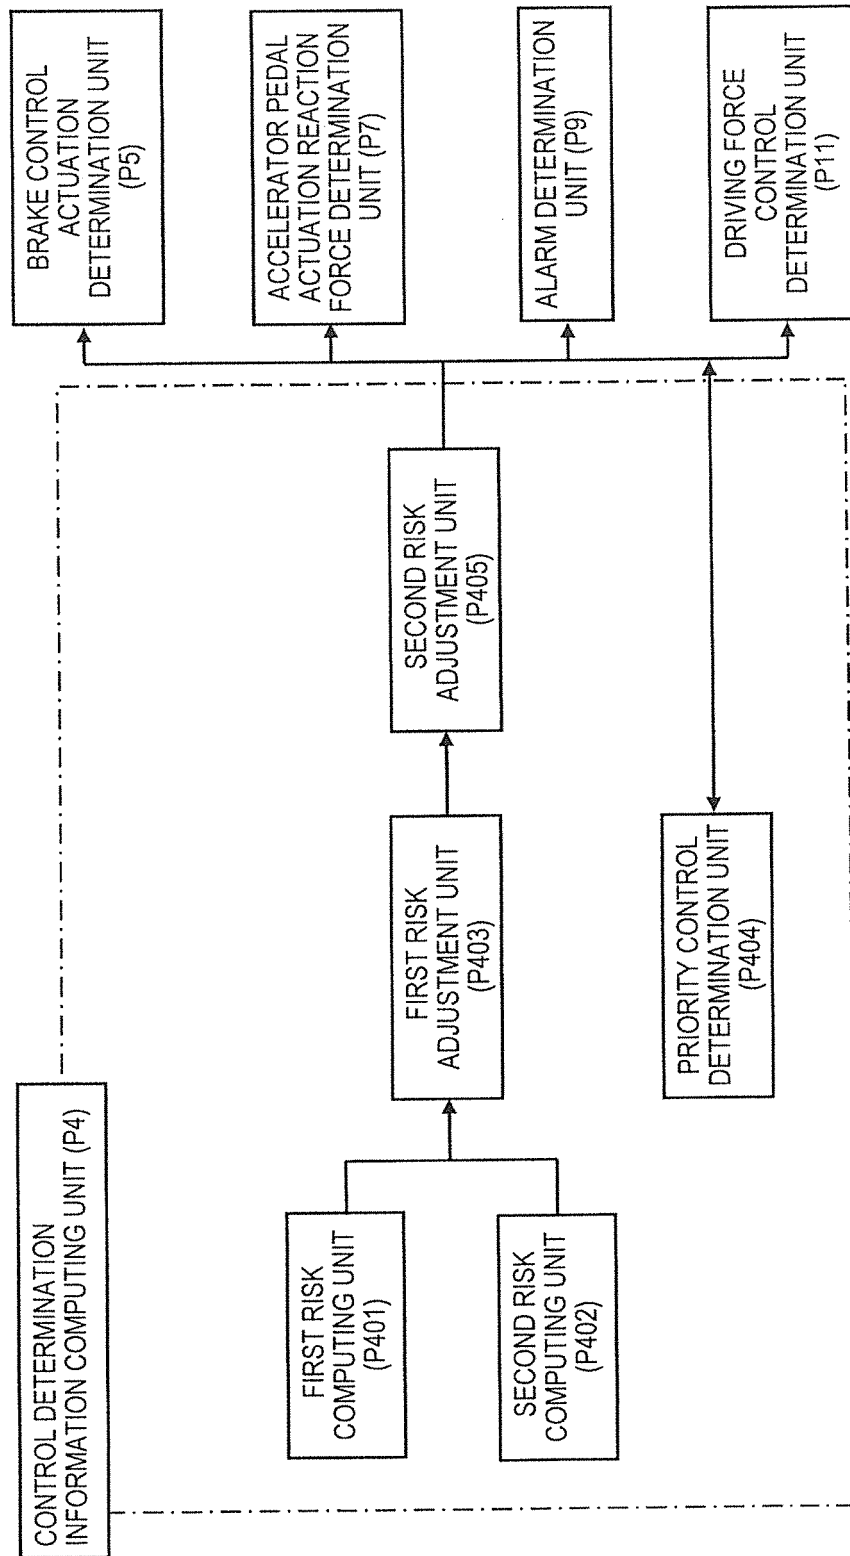 CONTROL DETERMINATION
INFORMATION COMPUTING UNIT (P4)
FIRST RISK
COMPUTING UNIT
(P401)
SECOND RISK
COMPUTING UNIT
(P402)
FIRST RISK
ADJUSTMENT UNIT
(P403)
PRIORITY CONTROL
DETERMINATION UNIT
(P404)
SECOND RISK
ADJUSTMENT UNIT
(P405)
BRAKE CONTROL
ACTUATION
DETERMINATION UNIT
(P5)
ACCELERATOR PEDAL
ACTUATION REACTION
FORCE DETERMINATION
UNIT (P7)
ALARM DETERMINATION
UNIT (P9)
DRIVING FORCE
CONTROL
DETERMINATION UNIT
(P11)